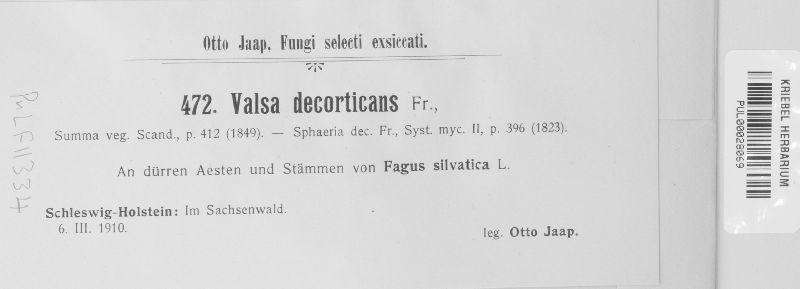 Otto Jaap, Fungi selecti exsiccati.
472. Valsa decorticans Fr.,
Summa veg. Scand., p. 412 (1849). — Sphaeria dec. Fr., Syst. myc. II, p. 396 (1823).
An dürren Aesten und Stämmen von Fagus silvatica L.
Schleswig-Holstein: Im Sachsenwald.
6. III. 1910.
leg. Otto Jaap.
PULF11334
KRIEBEL HERBARIUM
PUL00028069